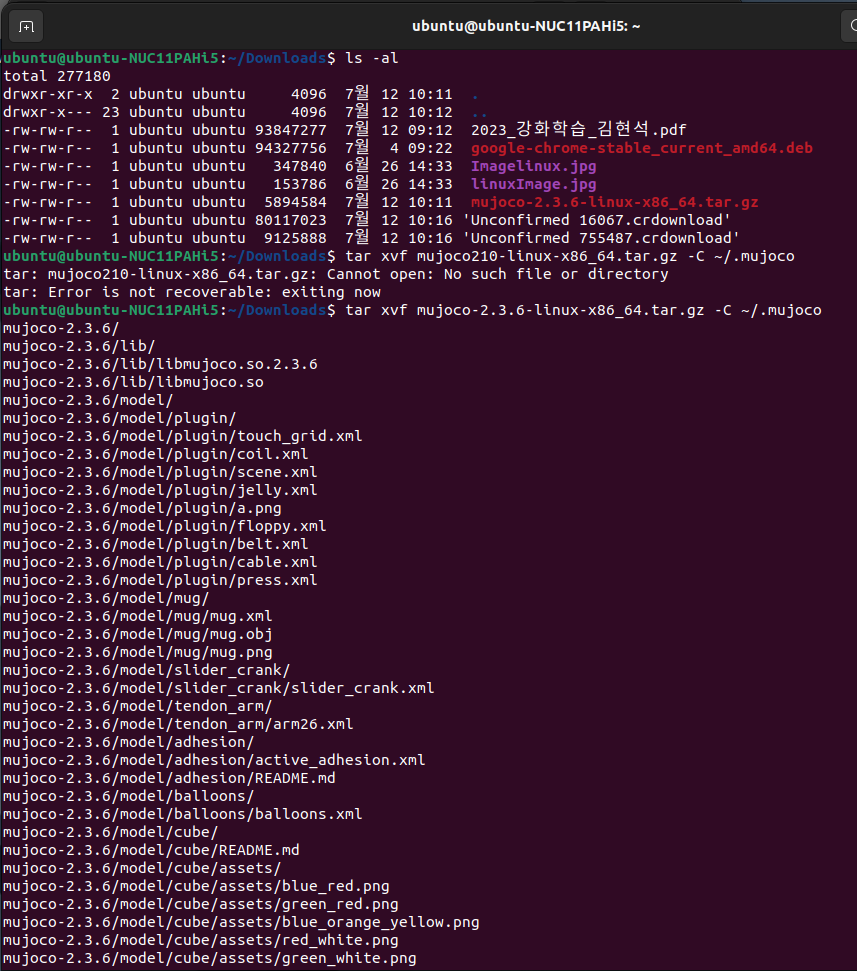 ubuntu@ubuntu-NUC11PAHi5: ~
ubuntu@ubuntu-NUC11PAHi5:~/Downloads$ ls -al
total 277180
drwxr-xr-x  2 ubuntu ubuntu     4096  7월 12 10:11 .
drwxr-x--- 23 ubuntu ubuntu     4096  7월 12 10:12 ..
-rw-rw-r--  1 ubuntu ubuntu 93847277  7월 12 09:12 2023_강화학습_김현석.pdf
-rw-rw-r--  1 ubuntu ubuntu 94327756  7월  4 09:22 google-chrome-stable_current_amd64.deb
-rw-rw-r--  1 ubuntu ubuntu   347840  6월 26 14:33 Imagelinux.jpg
-rw-rw-r--  1 ubuntu ubuntu   153786  6월 26 14:33 linuxImage.jpg
-rw-rw-r--  1 ubuntu ubuntu  5894584  7월 12 10:11 mujoco-2.3.6-linux-x86_64.tar.gz
-rw-rw-r--  1 ubuntu ubuntu 80117023  7월 12 10:16 'Unconfirmed 16067.crdownload'
-rw-rw-r--  1 ubuntu ubuntu  9125888  7월 12 10:16 'Unconfirmed 755487.crdownload'
ubuntu@ubuntu-NUC11PAHi5:~/Downloads$ tar xvf mujoco210-linux-x86_64.tar.gz -C ~/.mujoco
tar: mujoco210-linux-x86_64.tar.gz: Cannot open: No such file or directory
tar: Error is not recoverable: exiting now
ubuntu@ubuntu-NUC11PAHi5:~/Downloads$ tar xvf mujoco-2.3.6-linux-x86_64.tar.gz -C ~/.mujoco
mujoco-2.3.6/
mujoco-2.3.6/lib/
mujoco-2.3.6/lib/libmujoco.so.2.3.6
mujoco-2.3.6/lib/libmujoco.so
mujoco-2.3.6/model/
mujoco-2.3.6/model/plugin/
mujoco-2.3.6/model/plugin/touch_grid.xml
mujoco-2.3.6/model/plugin/coil.xml
mujoco-2.3.6/model/plugin/scene.xml
mujoco-2.3.6/model/plugin/jelly.xml
mujoco-2.3.6/model/plugin/a.png
mujoco-2.3.6/model/plugin/floppy.xml
mujoco-2.3.6/model/plugin/belt.xml
mujoco-2.3.6/model/plugin/cable.xml
mujoco-2.3.6/model/plugin/press.xml
mujoco-2.3.6/model/mug/
mujoco-2.3.6/model/mug/mug.xml
mujoco-2.3.6/model/mug/mug.obj
mujoco-2.3.6/model/mug/mug.png
mujoco-2.3.6/model/slider_crank/
mujoco-2.3.6/model/slider_crank/slider_crank.xml
mujoco-2.3.6/model/tendon_arm/
mujoco-2.3.6/model/tendon_arm/arm26.xml
mujoco-2.3.6/model/adhesion/
mujoco-2.3.6/model/adhesion/active_adhesion.xml
mujoco-2.3.6/model/adhesion/README.md
mujoco-2.3.6/model/balloons/
mujoco-2.3.6/model/balloons/balloons.xml
mujoco-2.3.6/model/cube/
mujoco-2.3.6/model/cube/README.md
mujoco-2.3.6/model/cube/assets/
mujoco-2.3.6/model/cube/assets/blue_red.png
mujoco-2.3.6/model/cube/assets/green_red.png
mujoco-2.3.6/model/cube/assets/blue_orange_yellow.png
mujoco-2.3.6/model/cube/assets/red_white.png
mujoco-2.3.6/model/cube/assets/green_white.png